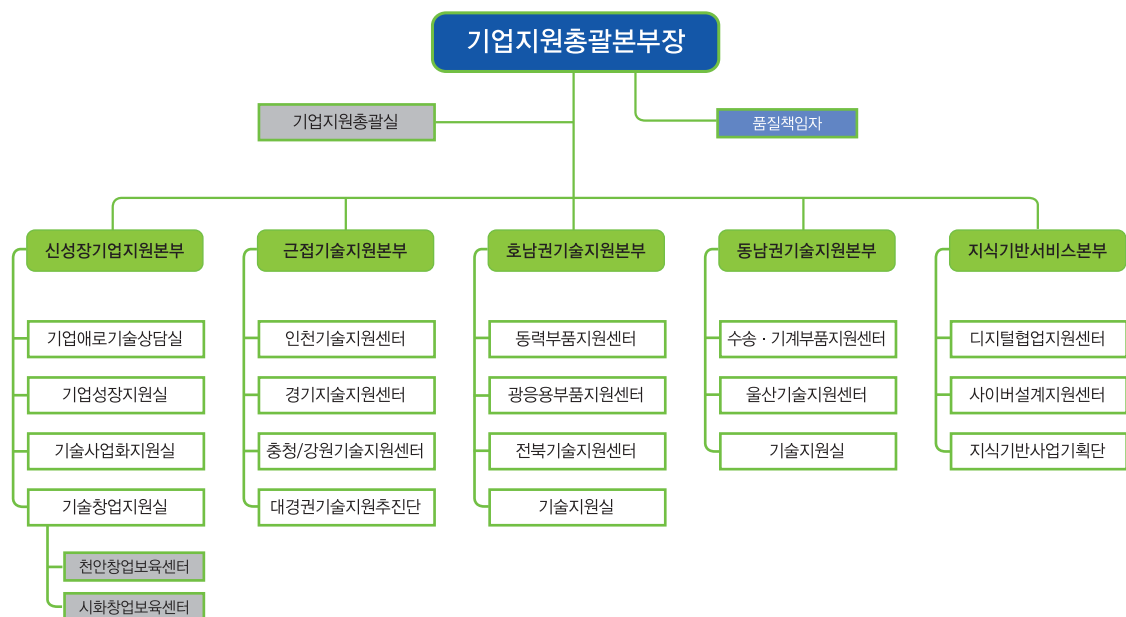 기업지원총괄본부장
기업지원총괄실
품질책임자
신성장기업지원본부
근접기술지원본부
호남권기술지원본부
동남권기술지원본부
지식기반서비스본부
기업애로기술상담실
인천기술지원센터
동력부품지원센터
수송 · 기계부품지원센터
디지털협업지원센터
기업성장지원실
경기지술지원센터
광응용부품지원센터
울산기술지원센터
사이버설계지원센터
기술사업화지원실
충청/강원기술지원센터
전북기술지원센터
기술지원실
지식기반사업기획단
기술창업지원실
대경권기술지원추진단
기술지원실
천안창업보육센터
시화창업보육센터